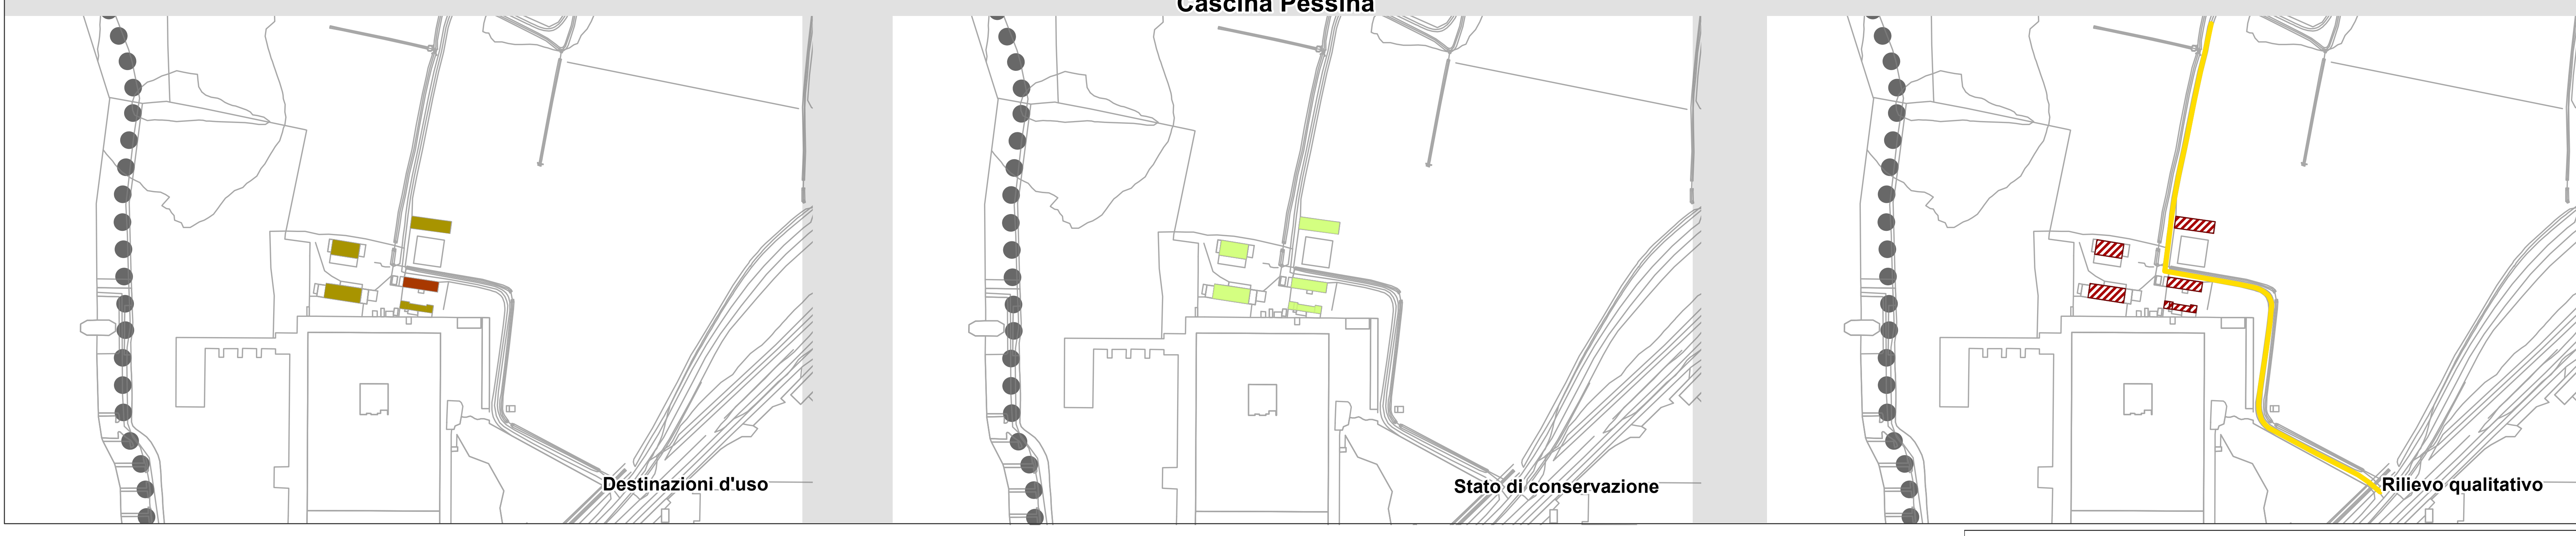 Cascina Pessina
Destinazioni d'uso
Stato di conservazione
Rilievo qualitativo